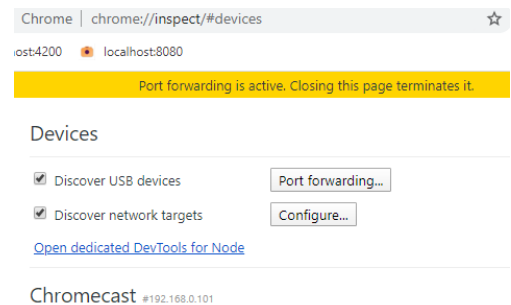 Chrome | chrome://inspect/#devices
ost:4200 localhost:8080
Port forwarding is active. Closing this page terminates it.
Devices
Discover USB devices Port forwarding...
Discover network targets Configure...
Open dedicated DevTools for Node
Chromecast #192.168.0.101